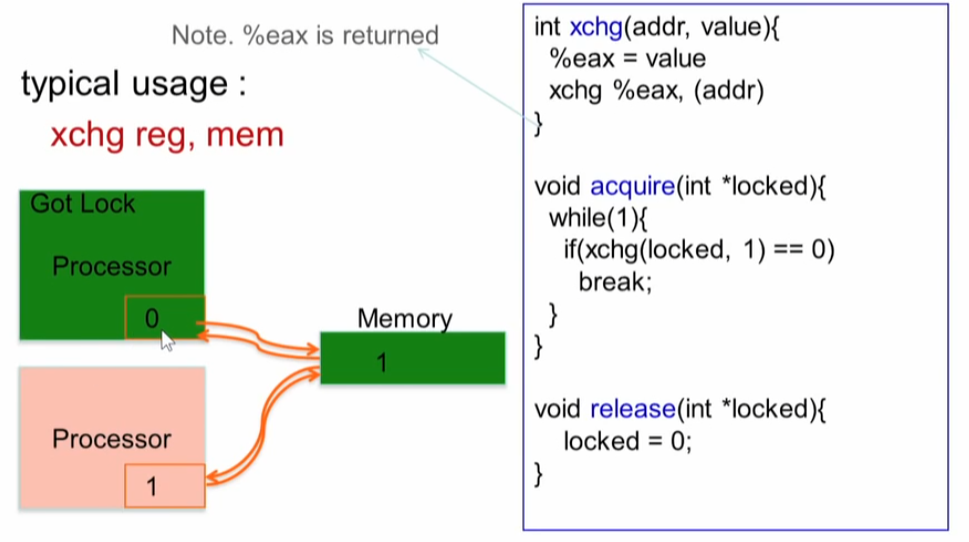 Note. %eax is returned
typical usage :
xchg reg, mem
Got Lock
Processor
0
Memory
1
Processor
1
int xchg(addr, value){
%eax = value
xchg %eax, (addr)
}
void acquire(int *locked){
while(1){
if(xchg(locked, 1) == 0)
break;
}
}
void release(int *locked){
locked = 0;
}